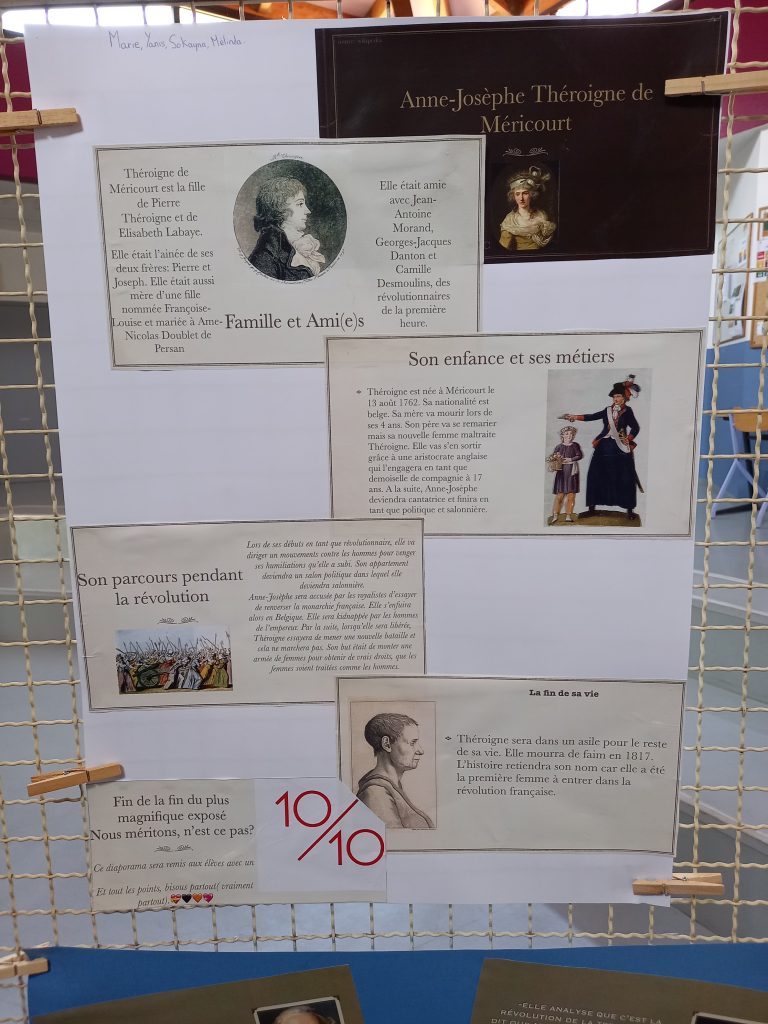 Marie, Yanis, Sokayna, Mélinda
source: wikipedia
Anne-Josèphe Théroigne de
Méricourt
Théroigne de
Méricourt est la fille
de Pierre
Théroigne et de
Elisabeth Labaye.
Elle était l'ainée de ses
deux frères: Pierre et
Joseph. Elle était aussi
mère d'une fille
nommée Françoise-
Louise et mariée à Ame-
Nicolas Doublet de
Persan
Elle était amie
avec Jean-
Antoine
Morand,
Georges-Jacques
Danton et
Camille
Desmoulins, des
révolutionnaires
de la première
heure.
Famille et Ami(e)s
Son enfance et ses métiers
Théroigne est née à Méricourt le
13 août 1762. Sa nationalité est
belge. Sa mère va mourir lors de
ses 4 ans. Son père va se remarier
mais sa nouvelle femme maltraite
Théroigne. Elle vas s'en sortir
grâce à une aristocrate anglaise
qui l'engagera en tant que
demoiselle de compagnie à 17
ans. A la suite, Anne-Josèphe
deviendra cantatrice et finira en
tant que politique et salonnière.
Son parcours pendant
la révolution
Lors de ses débuts en tant que révolutionnaire, elle va
diriger un mouvements contre les hommes pour venger
ses humiliations qu'elle a subi. Son appartement
deviendra un salon politique dans lequel elle
deviendra salonnière.
Anne-Josèphe sera accusée par les royalistes d'essayer
de renverser la monarchie française. Elle s'enfuira
alors en Belgique. Elle sera kidnappée par les hommes
de l'empereur. Par la suite, lorsqu'elle sera libérée,
Théroigne essayera de mener une nouvelle bataille et
cela ne marchera pas. Son but était de monter une
armée de femmes pour obtenir de vrais droits, que les
femmes soient traitées comme les hommes.
La fin de sa vie
Théroigne sera dans un asile pour le reste
de sa vie. Elle mourra de faim en 1817.
L'histoire retiendra son nom car elle a été
la première femme à entrer dans la
révolution française.
Fin de la fin du plus
magnifique exposé
Nous méritons, n'est ce pas?
Ce diaporama sera remis aux élèves avec un
Et tout les points, bisous partout( vraiment
partout).
10/10
-ELLE ANALYSE QUE C'EST LA